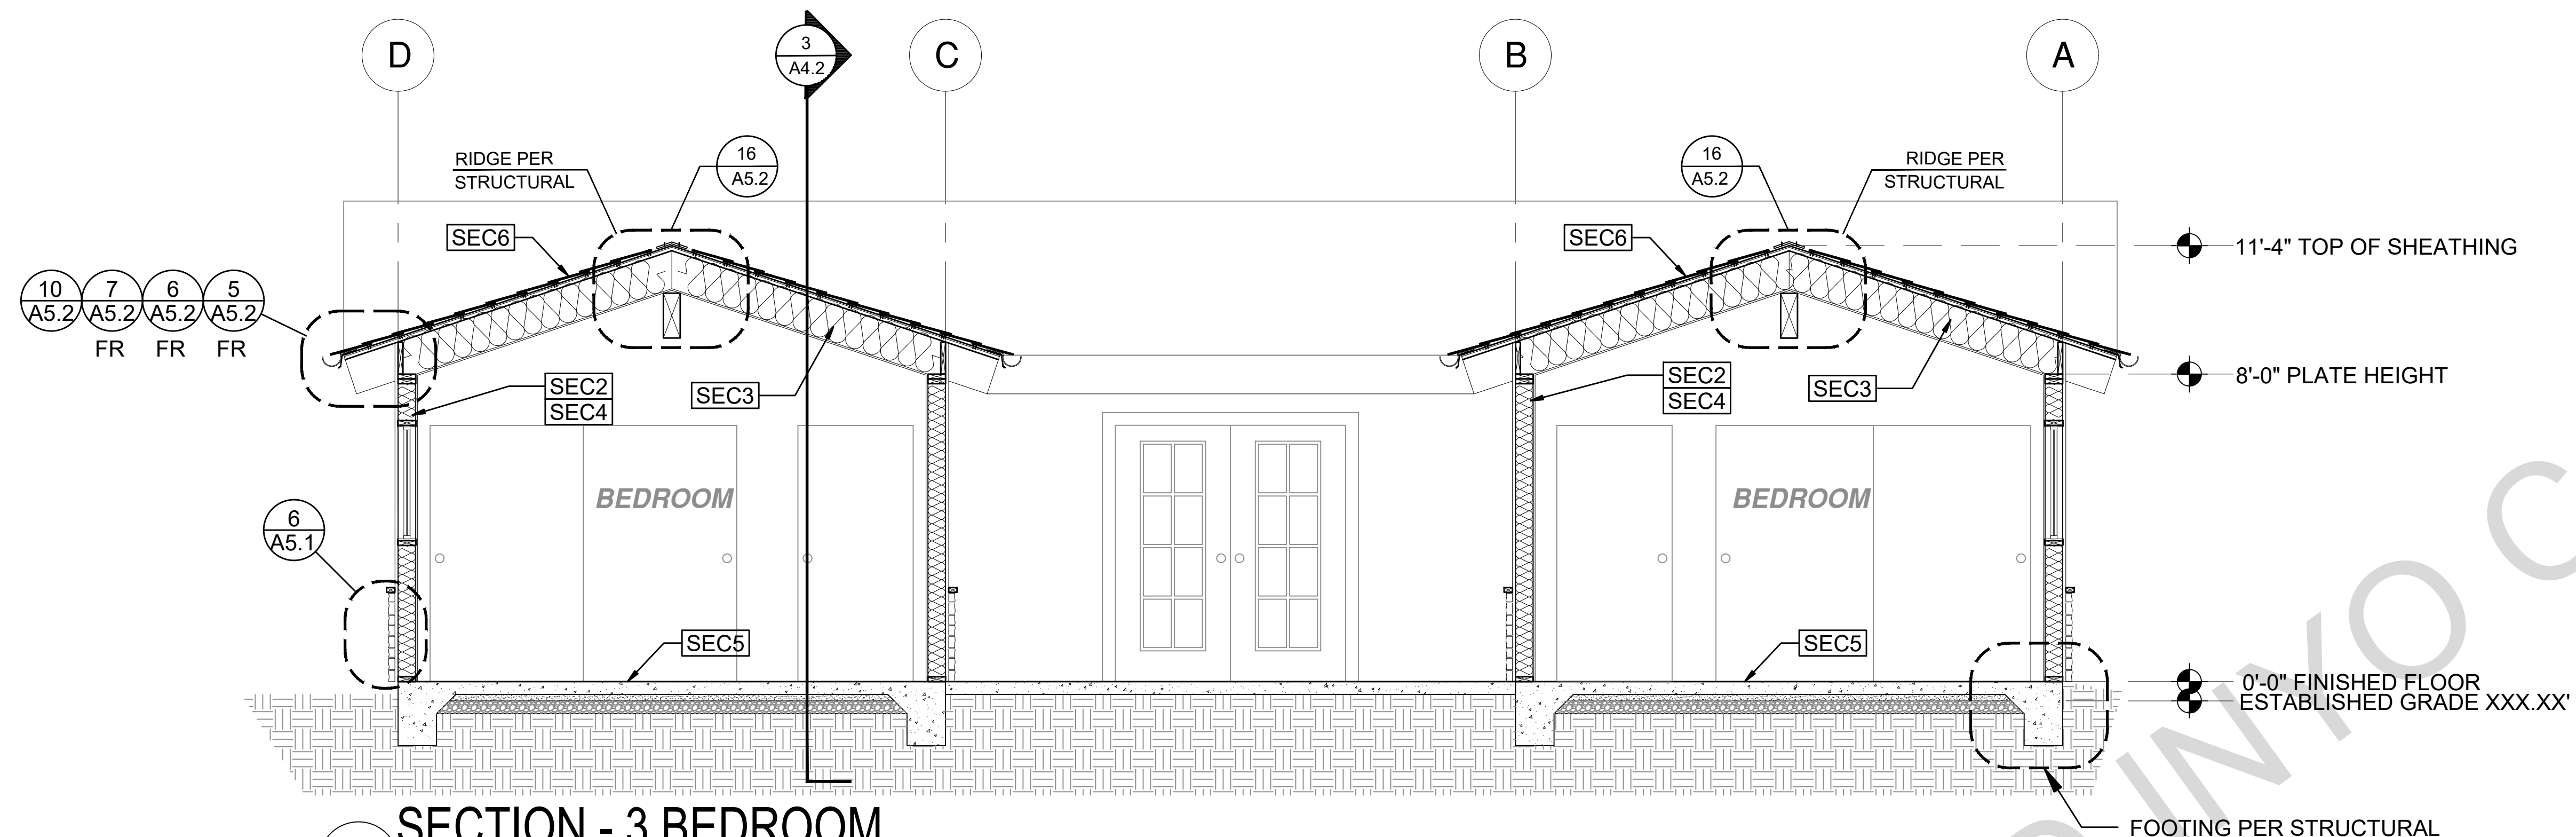 D
3
A4.2
C
B
A
RIDGE PER
STRUCTURAL
16
A5.2
16
A5.2
RIDGE PER
STRUCTURAL
SEC6
SEC6
11'-4" TOP OF SHEATHING
10 7 6 5
A5.2 A5.2 A5.2 A5.2
FR FR FR
8'-0" PLATE HEIGHT
SEC2
SEC4
SEC3
SEC2
SEC4
SEC3
BEDROOM
BEDROOM
6
A5.1
SEC5
SEC5
0'-0" FINISHED FLOOR
ESTABLISHED GRADE XXX.XX'
SECTION - 3 BEDROOM
FOOTING PER STRUCTURAL
INYO C